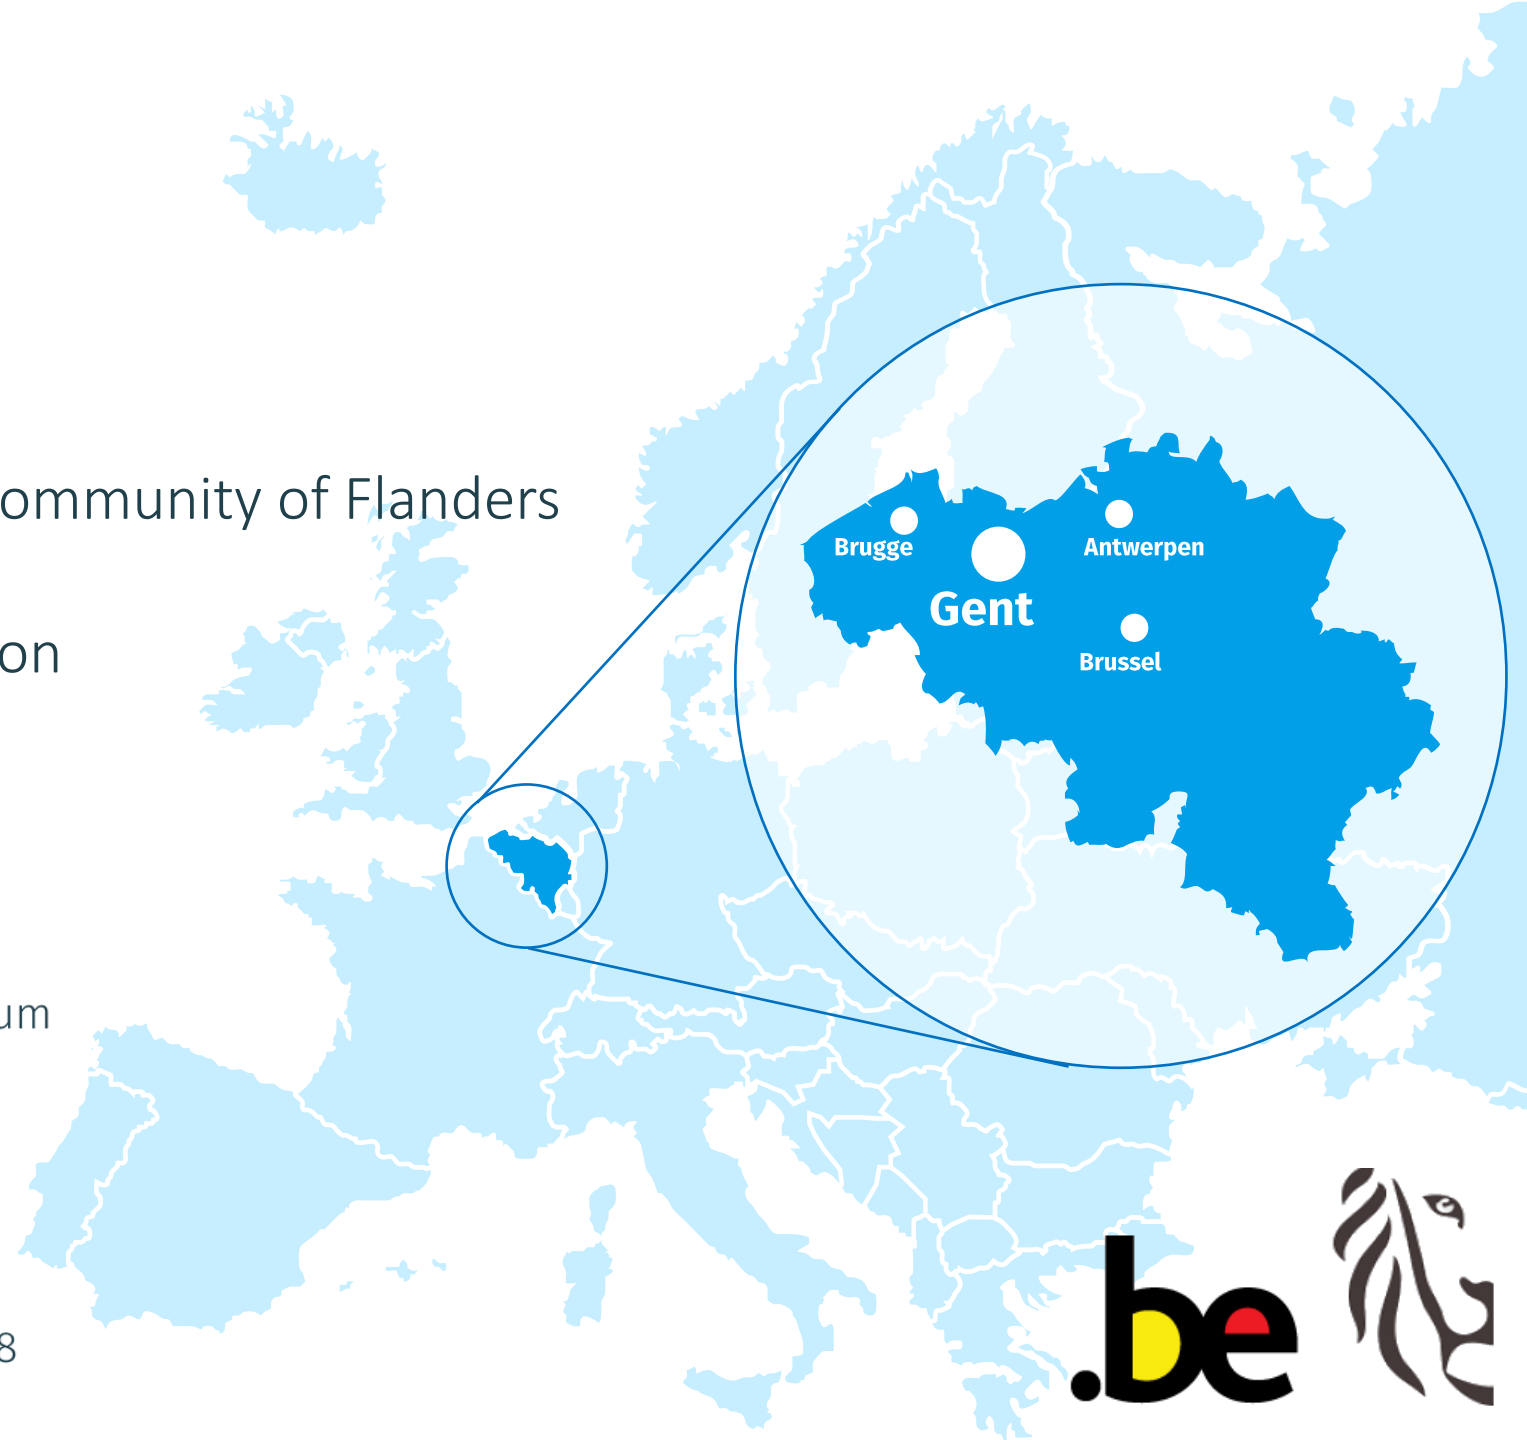 ommunity of Flanders
Brugge
Antwerpen
Gent
on
Brussel
um
.be
8